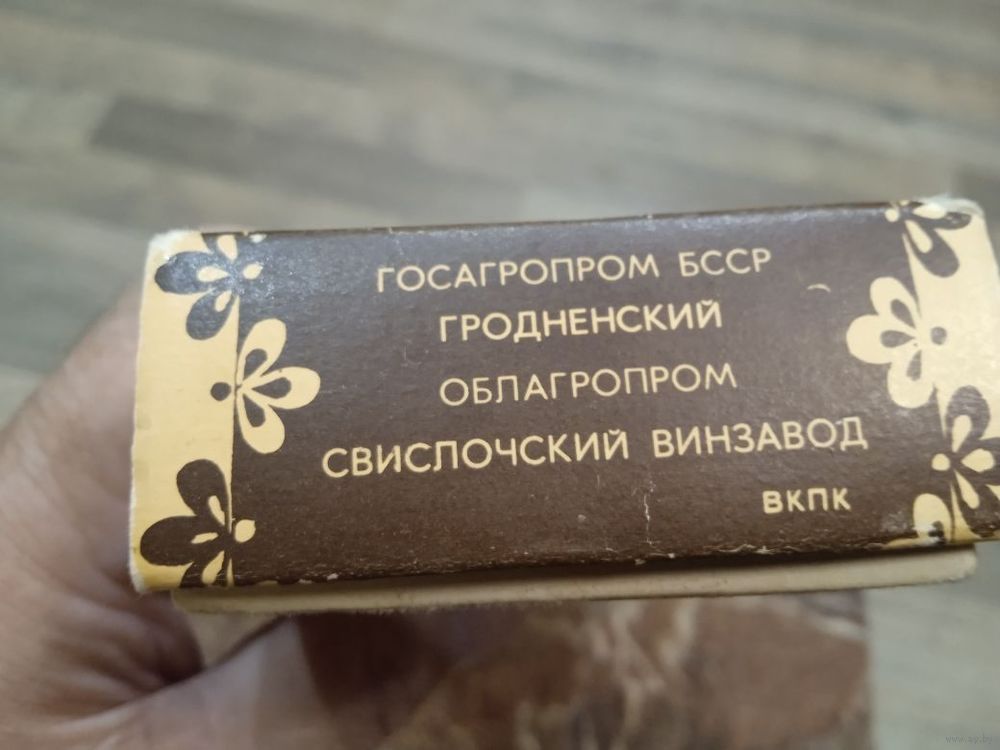 ГОСАГРОПРОМ БССР
ГРОДНЕНСКИЙ
ОБЛАГРОПРОМ
СВИСЛОЧСКИЙ ВИНЗАВОД
ВКПК